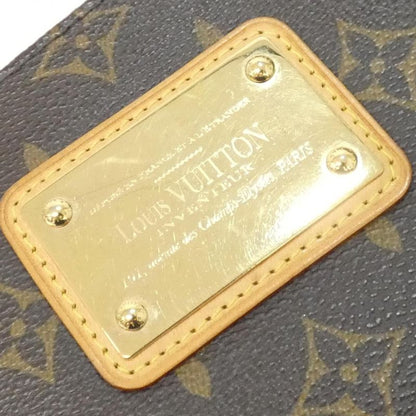 LOUIS VUITTON
INVENTEUR
101, avenue des Champs-Elysées PARIS